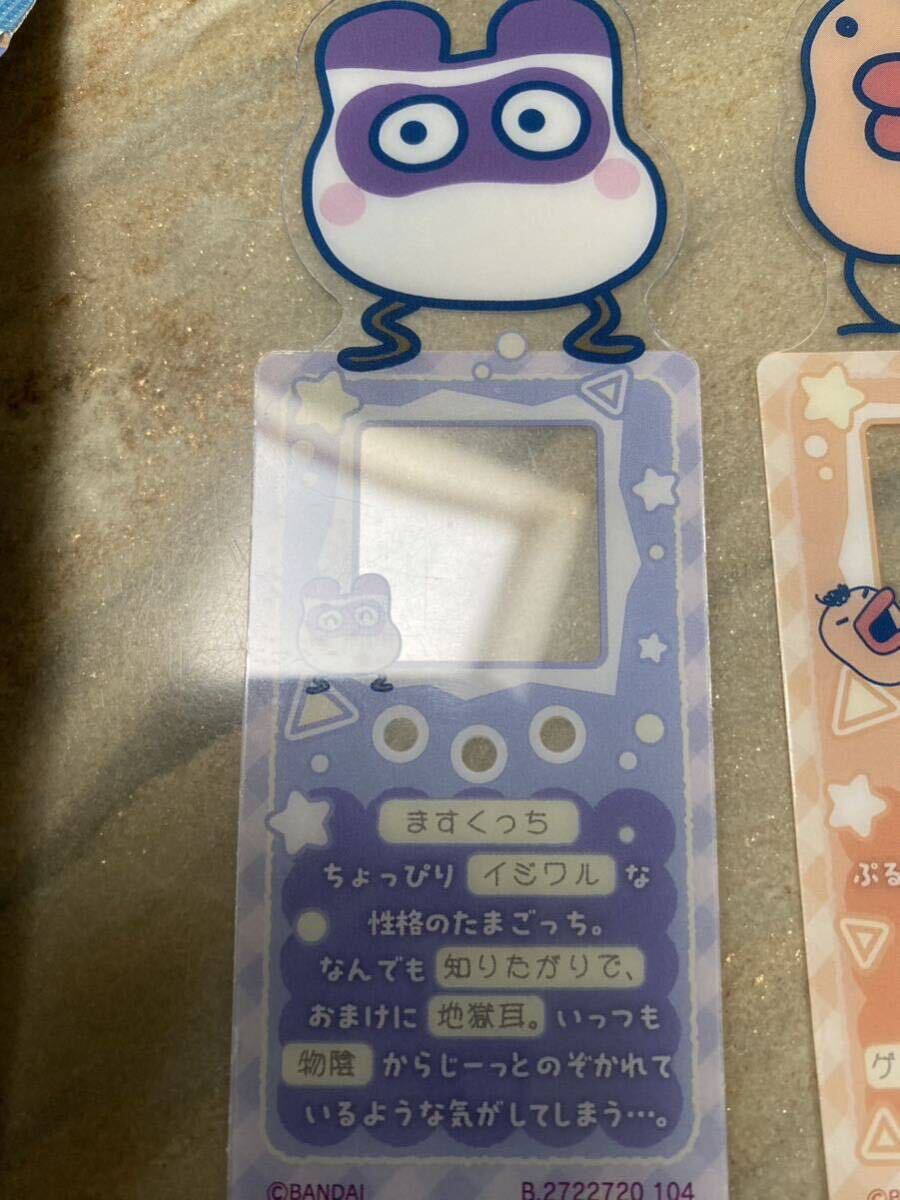 ますくっち
ちょっぴり イジワル な
性格のたまごっち。
なんでも 知りたがりで、
おまけに 地獄耳。いっつも
物陰 からじーっとのぞかれて
いるような気がしてしまう…。
©BANDAI B.2722720 104
ぷる
ゲ
©B